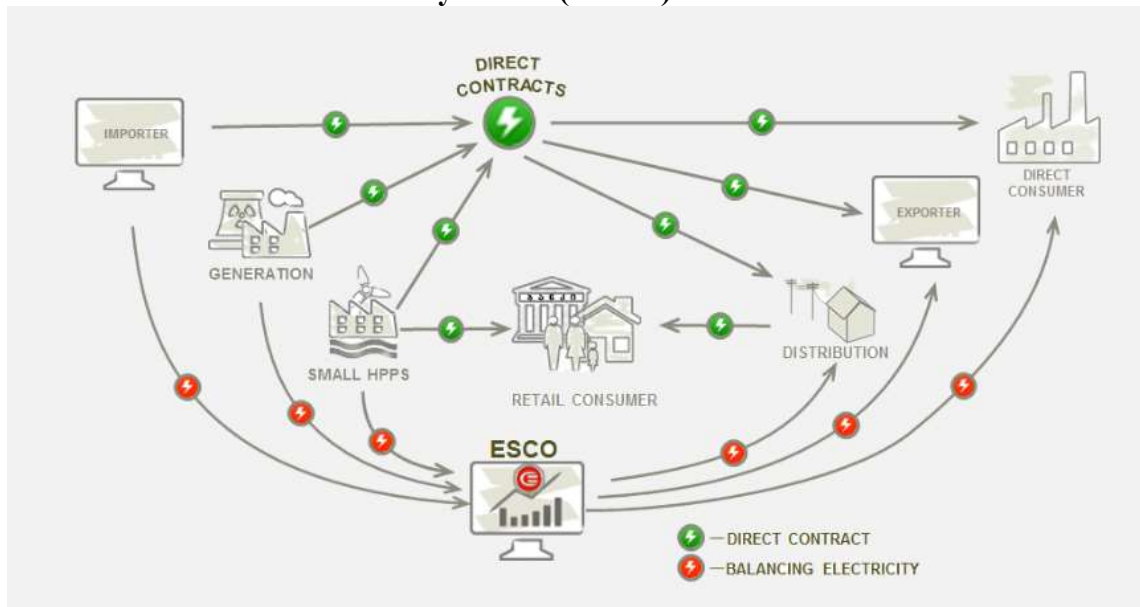 DIRECT
CONTRACTS
IMPORTER
DIRECT
CONSUMER
EXPORTER
GENERATION
DISTRIBUTION
SMALL HPPS
RETAIL CONSUMER
ESCO
DIRECT CONTRACT
BALANCING ELECTRICITY